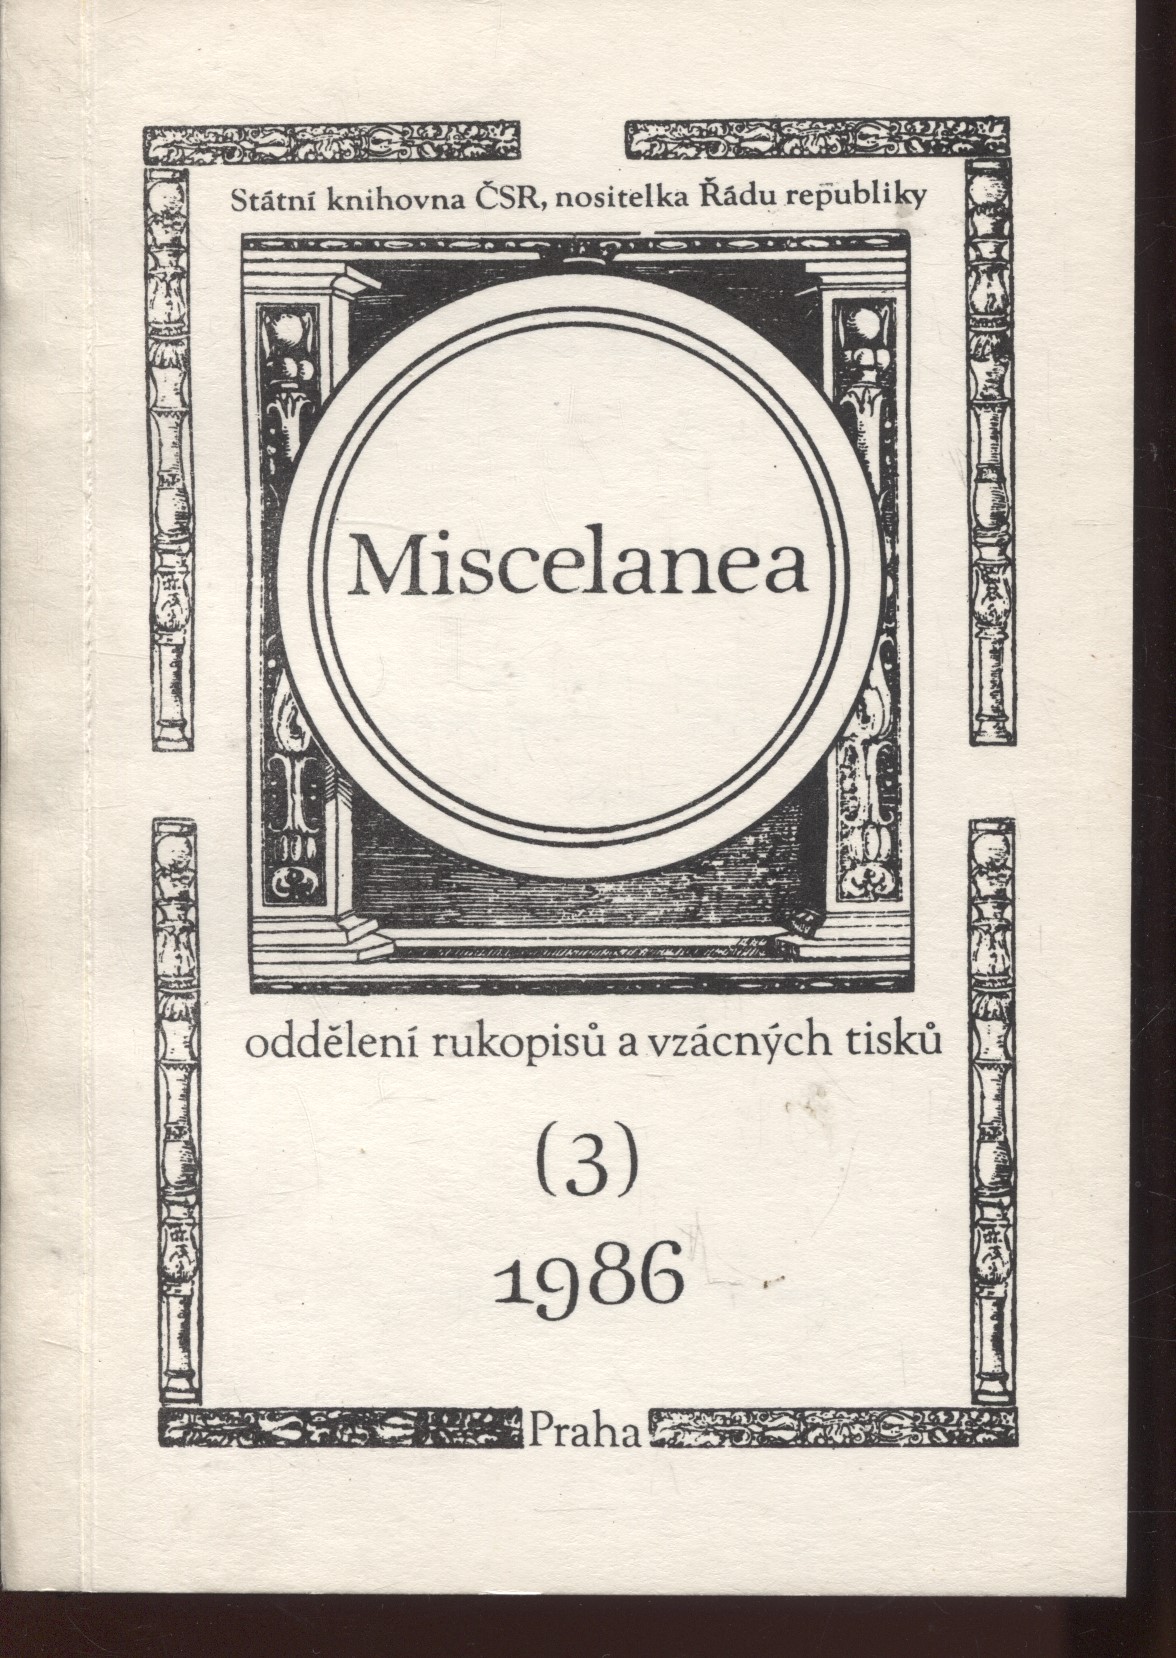 Státní knihovna ČSR, nositelka Řádu republiky
Miscelanea
oddělení rukopisů a vzácných tisků
(3)
1986
Praha